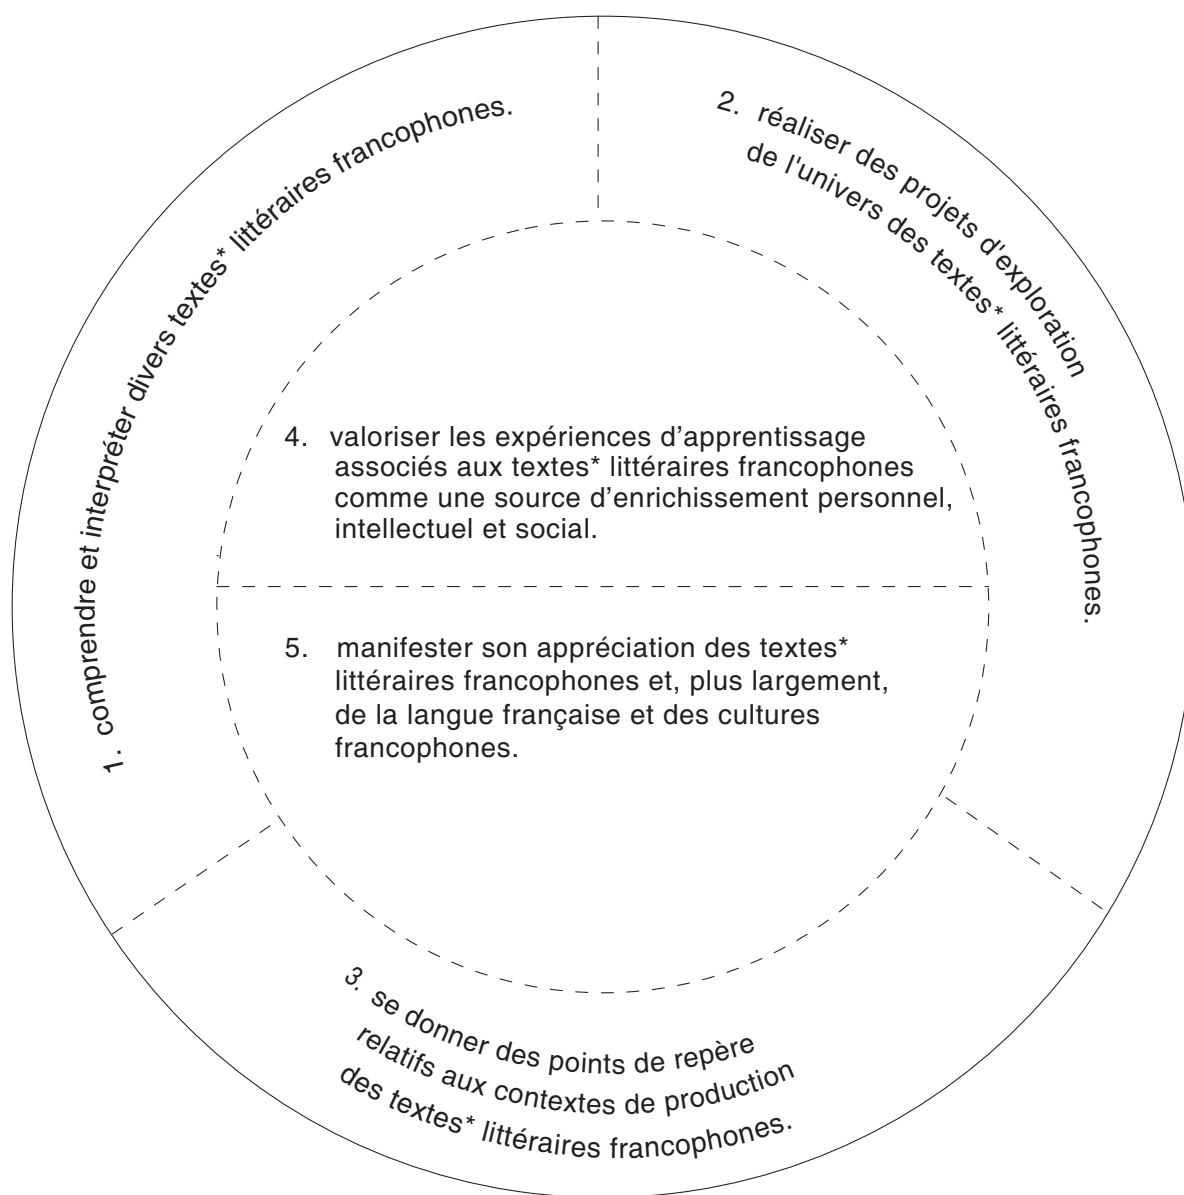 1. comprendre et interpréter divers textes* littéraires francophones.
2. réaliser des projets d'exploration
de l'univers des textes* littéraires francophones.
4. valoriser les expériences d’apprentissage
associés aux textes* littéraires francophones
comme une source d’enrichissement personnel,
intellectuel et social.
5. manifester son appréciation des textes*
littéraires francophones et, plus largement,
de la langue française et des cultures
francophones.
3. se donner des points de repère
relatifs aux contextes de production
des textes* littéraires francophones.